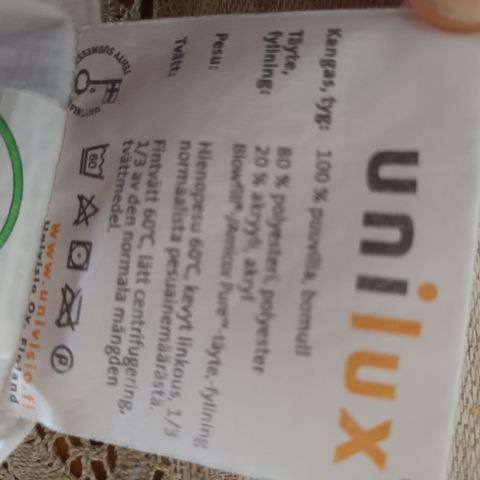 unilux
Kangas, tyg: 100 % puuvilla, bomull
Täyte, 80 % polyesteri, polyester
fyllning: 20 % akryyli, akryl
Blowfill®-/Amicor Pure™-täyte,-fyllning
Pesu: Hienopesu 60°C, kevyt linkous, 1/3
normaalista pesuainemäärästä.
Tvätt: Fintvätt 60°C, lätt centrifugering,
1/3 av den normala mängden
tvättmedel.
60
P
www.univisio.fi
Univisio OY, Finland